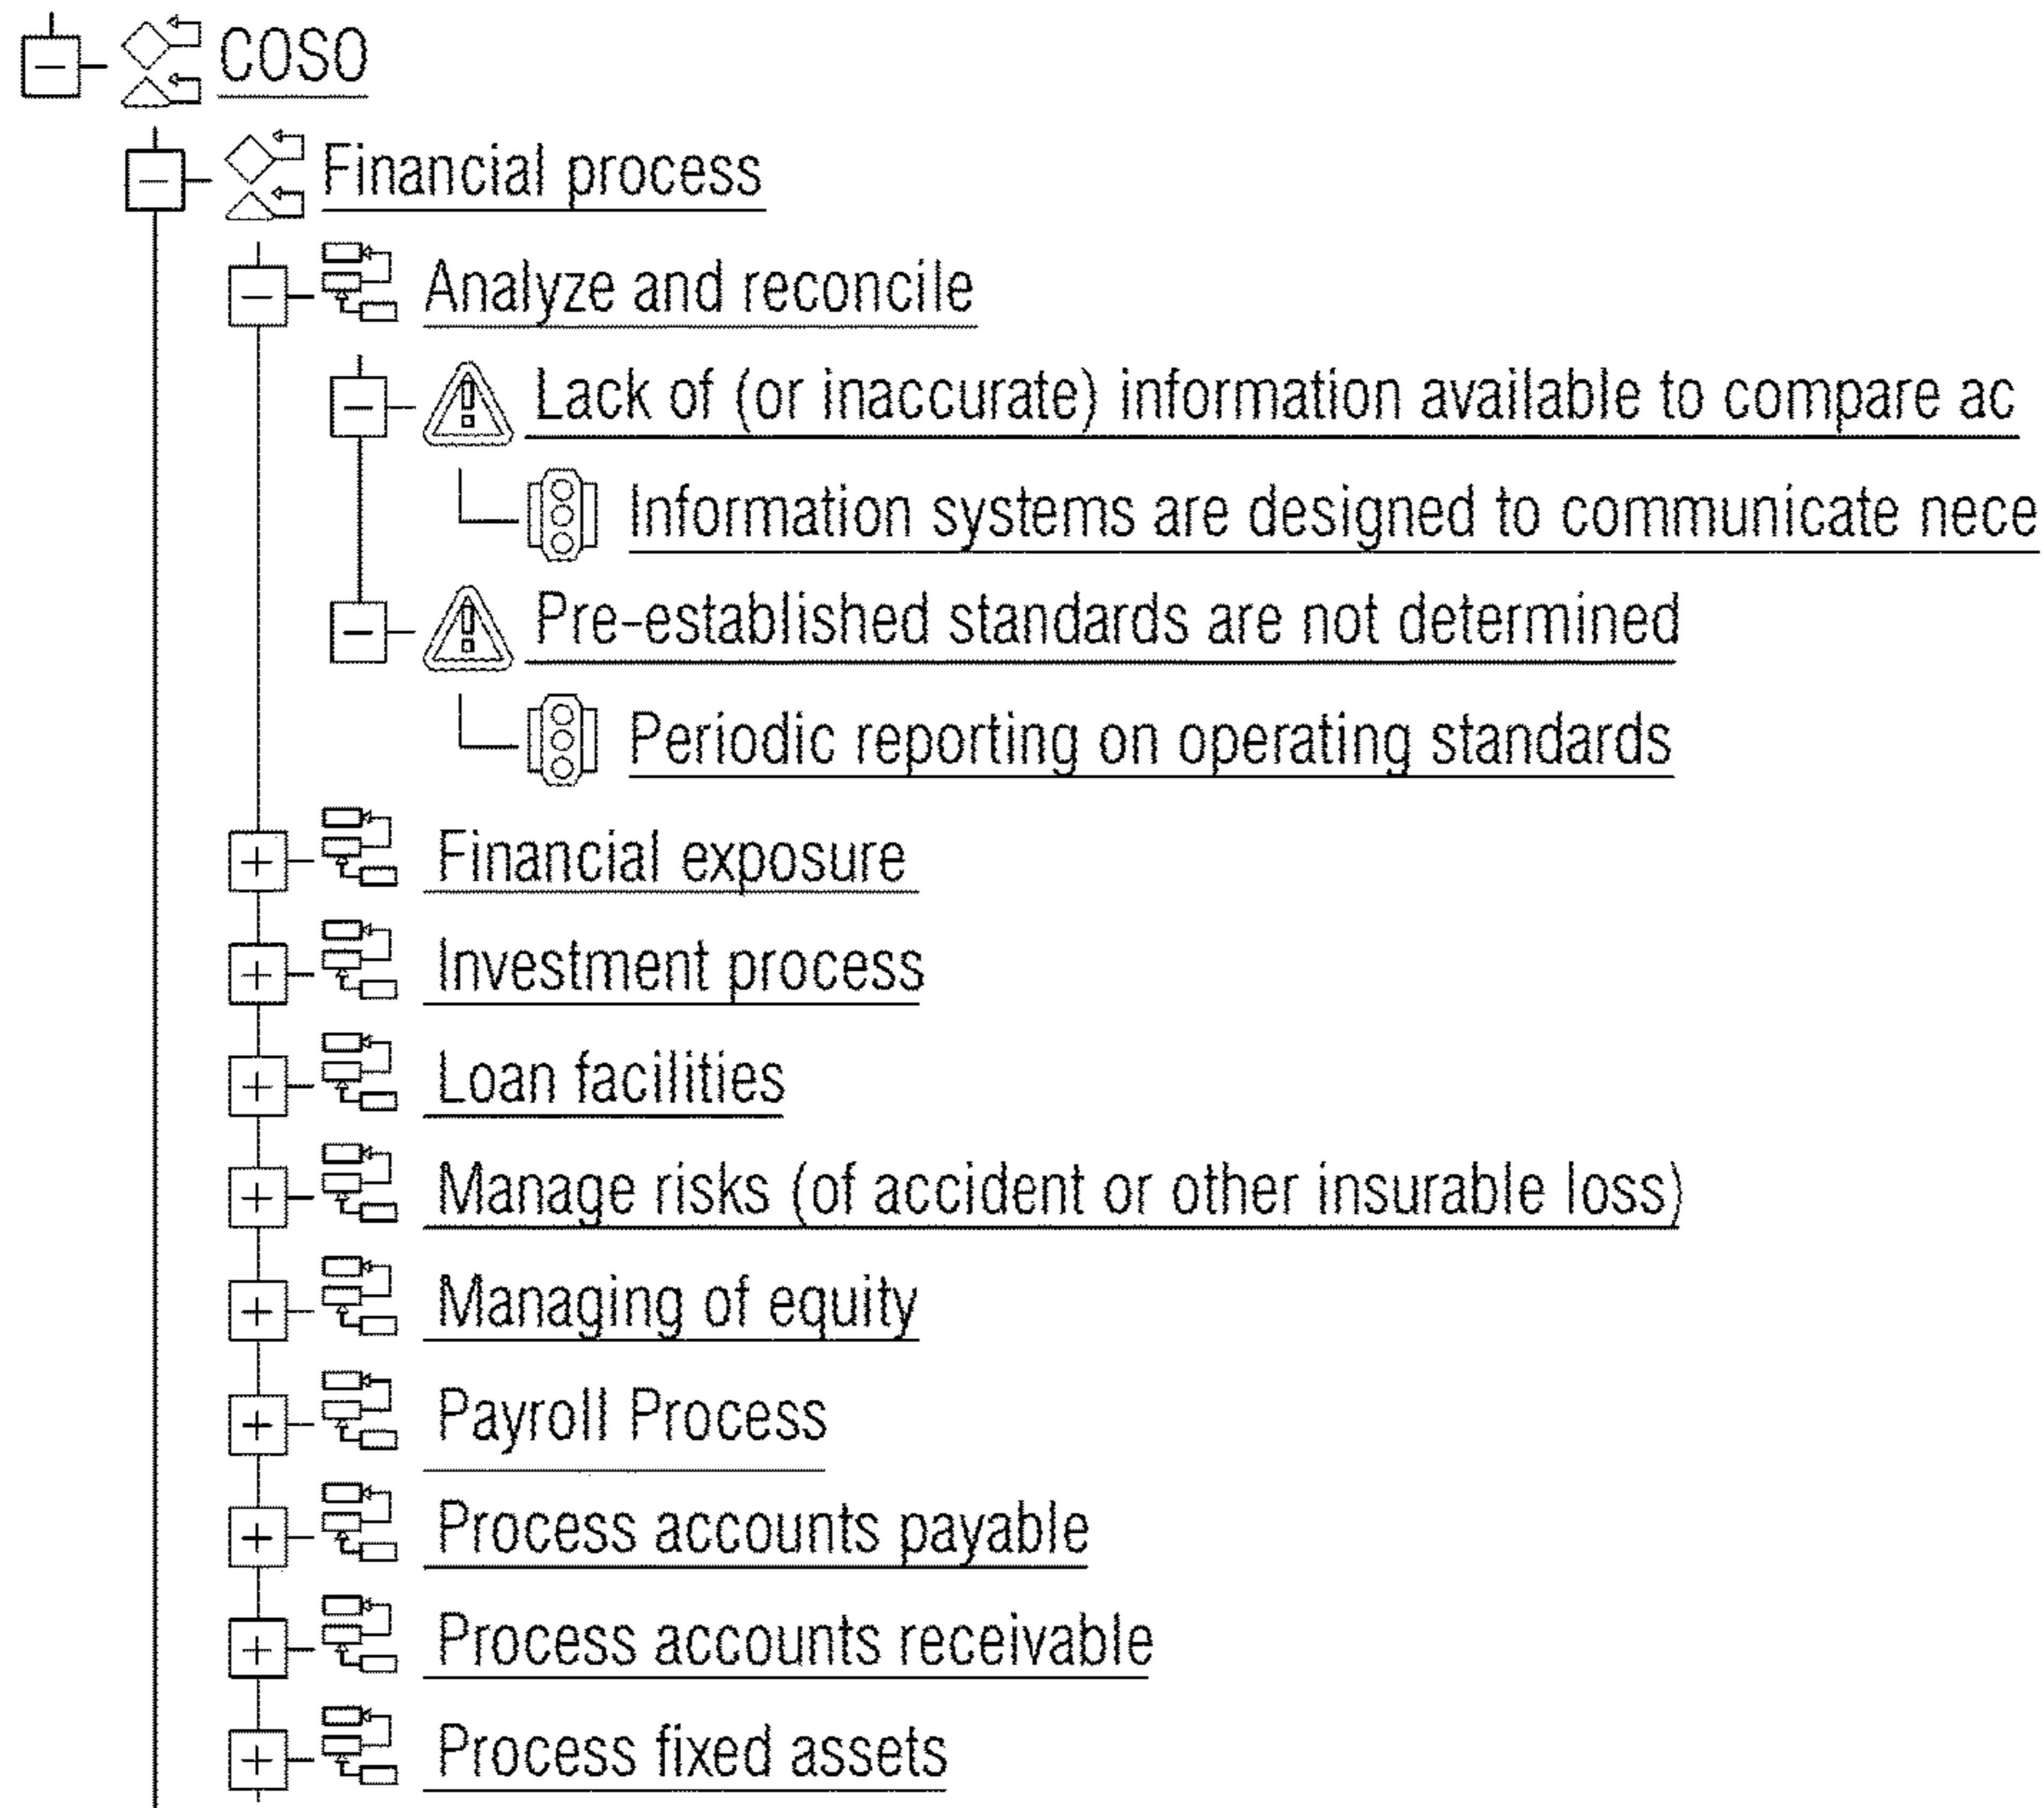 COSO
Financial process
Analyze and reconcile
Lack of (or inaccurate) information available to compare ac
Information systems are designed to communicate nece
Pre-established standards are not determined
Periodic reporting on operating standards
Financial exposure
Investment process
Loan facilities
Manage risks (of accident or other insurable loss)
Managing of equity
Payroll Process
Process accounts payable
Process accounts receivable
Process fixed assets